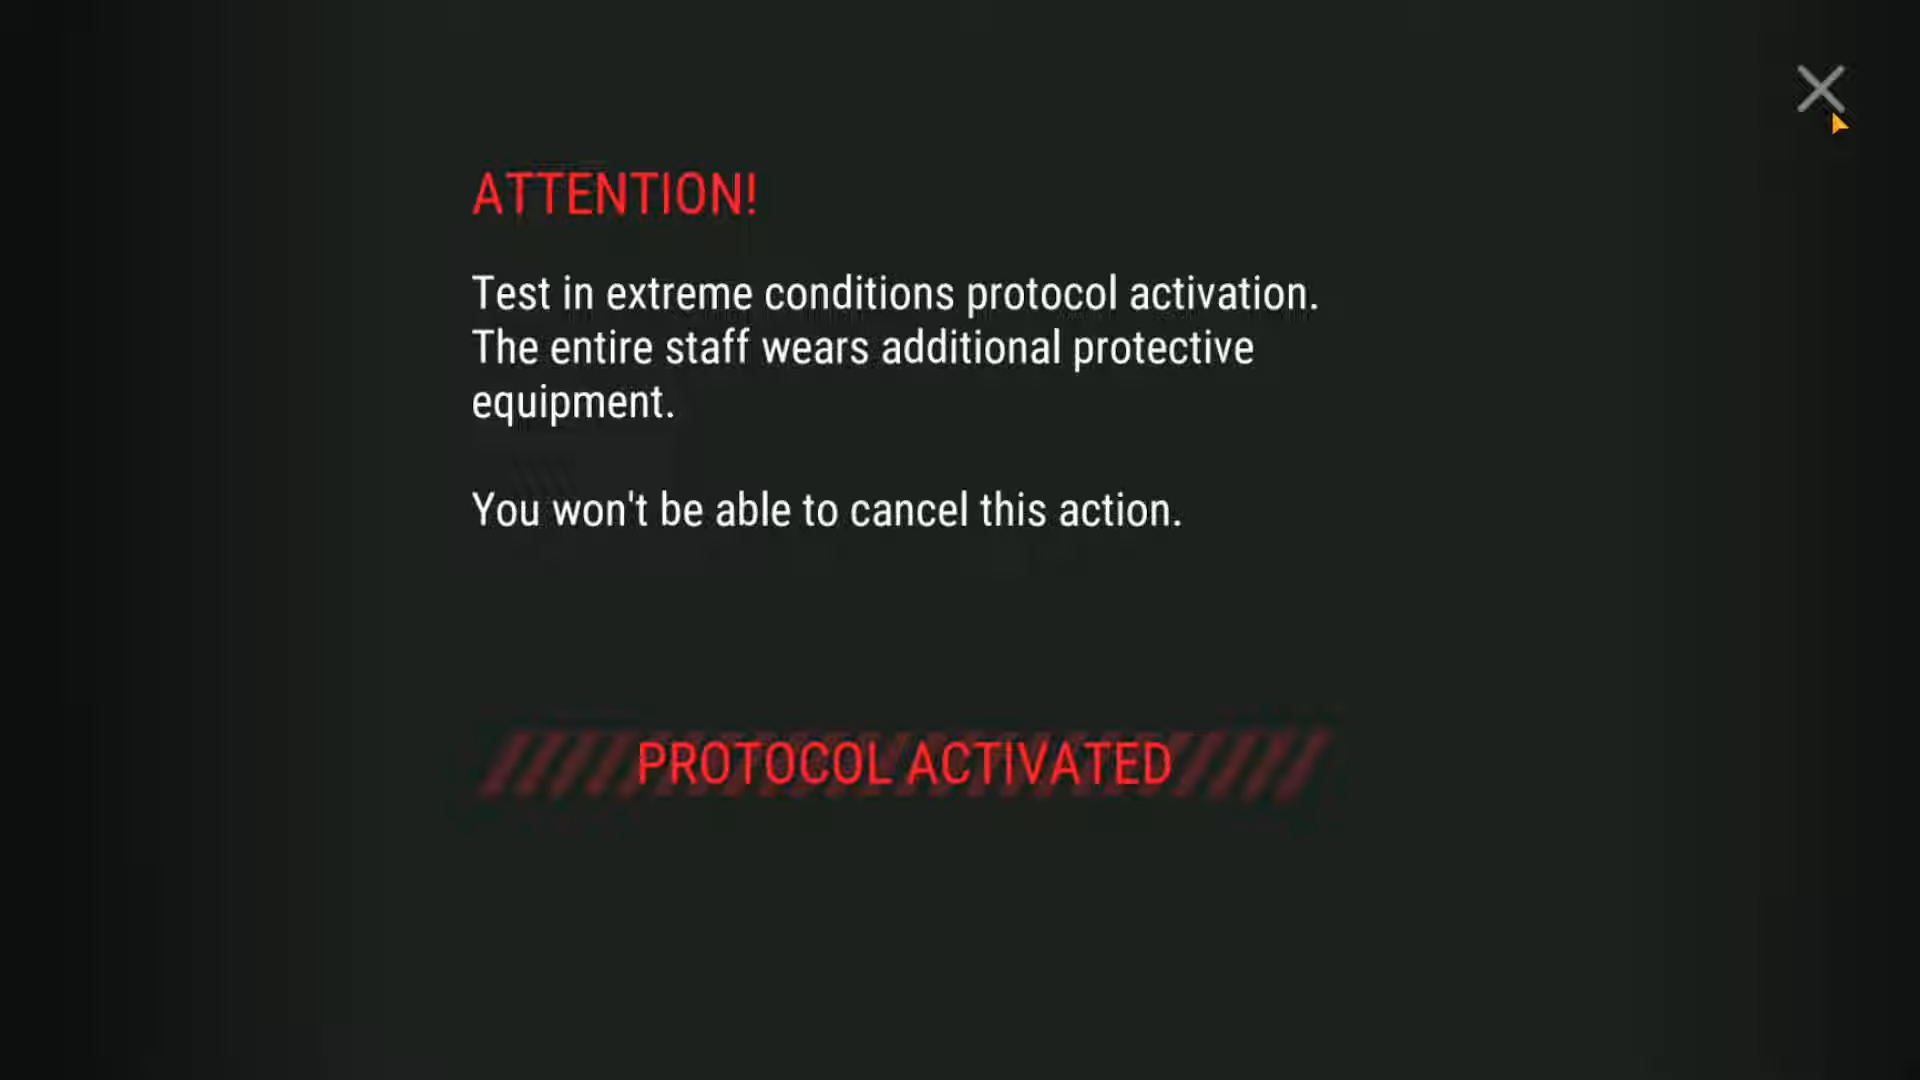 ATTENTION!
Test in extreme conditions protocol activation.
The entire staff wears additional protective
equipment.
You won't be able to cancel this action.
PROTOCOL ACTIVATED